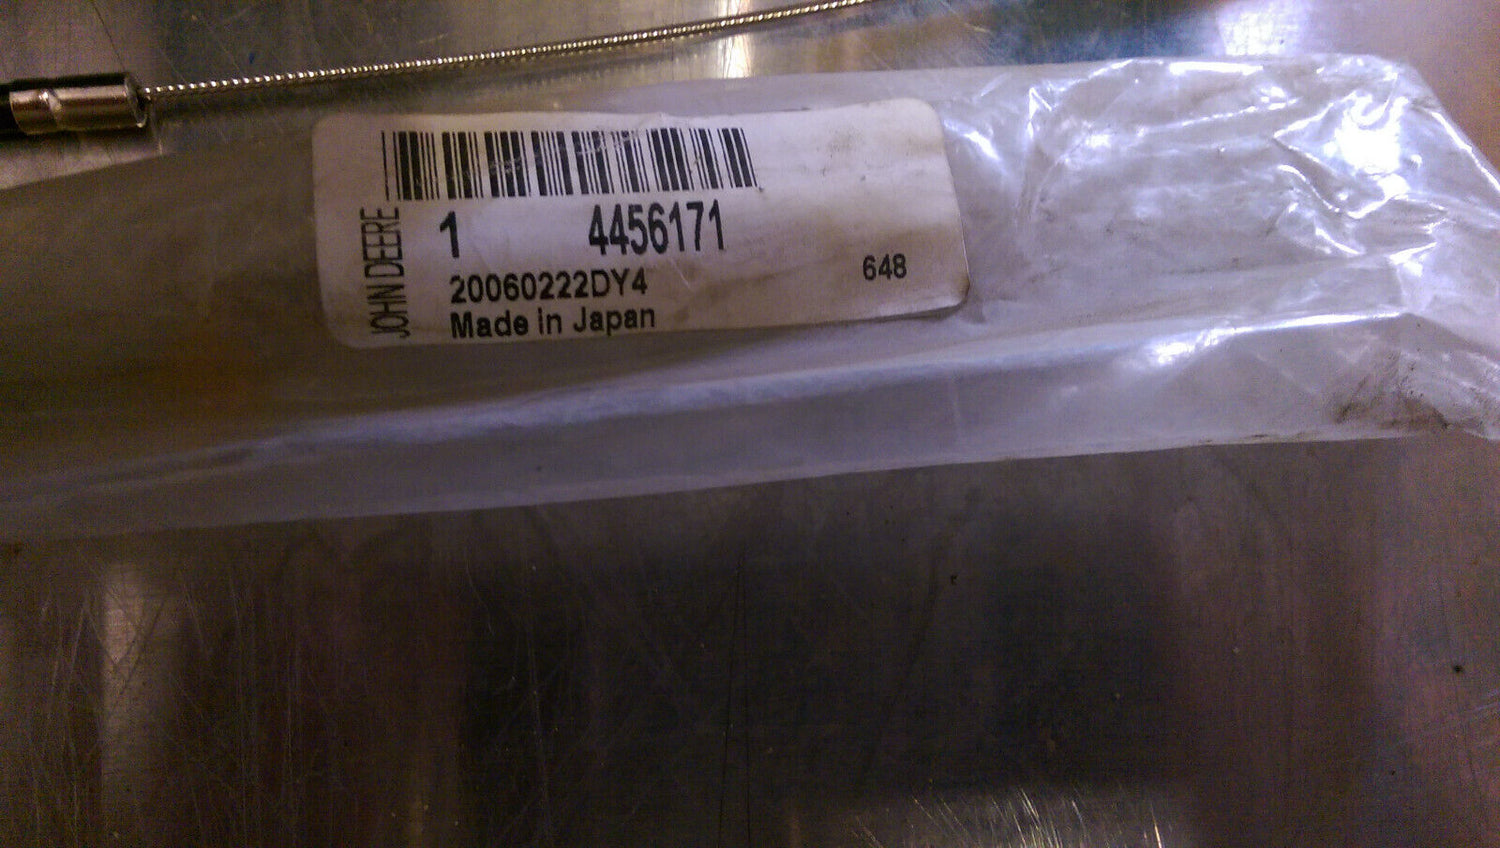 JOHN DEERE
1 4456171
20060222DY4 648
Made in Japan